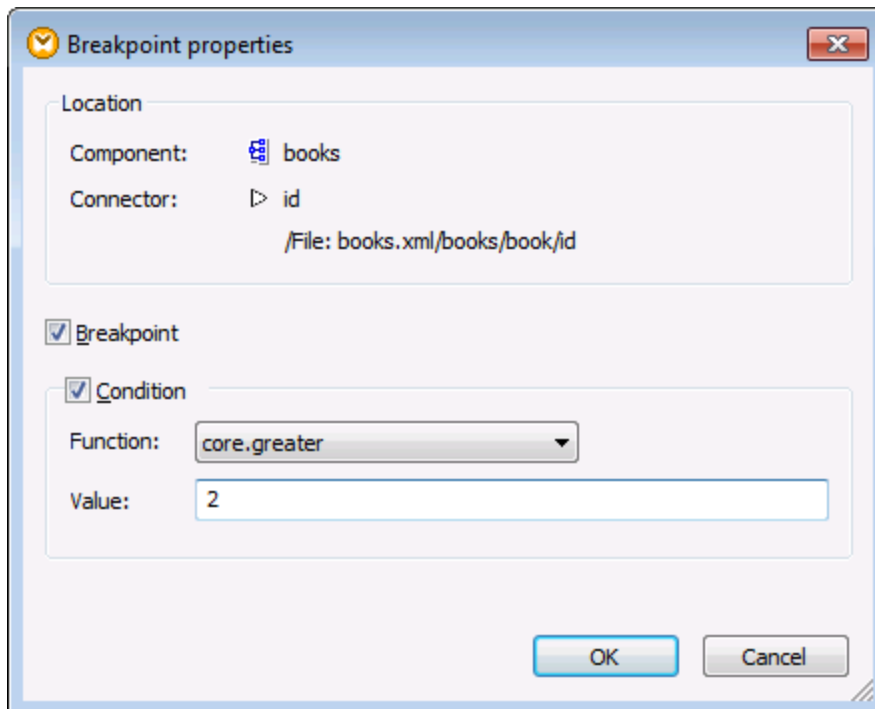 Breakpoint properties
Location
Component: books
Connector: id
/File: books.xml/books/book/id
Breakpoint
Condition
Function: core.greater
Value: 2
OK Cancel